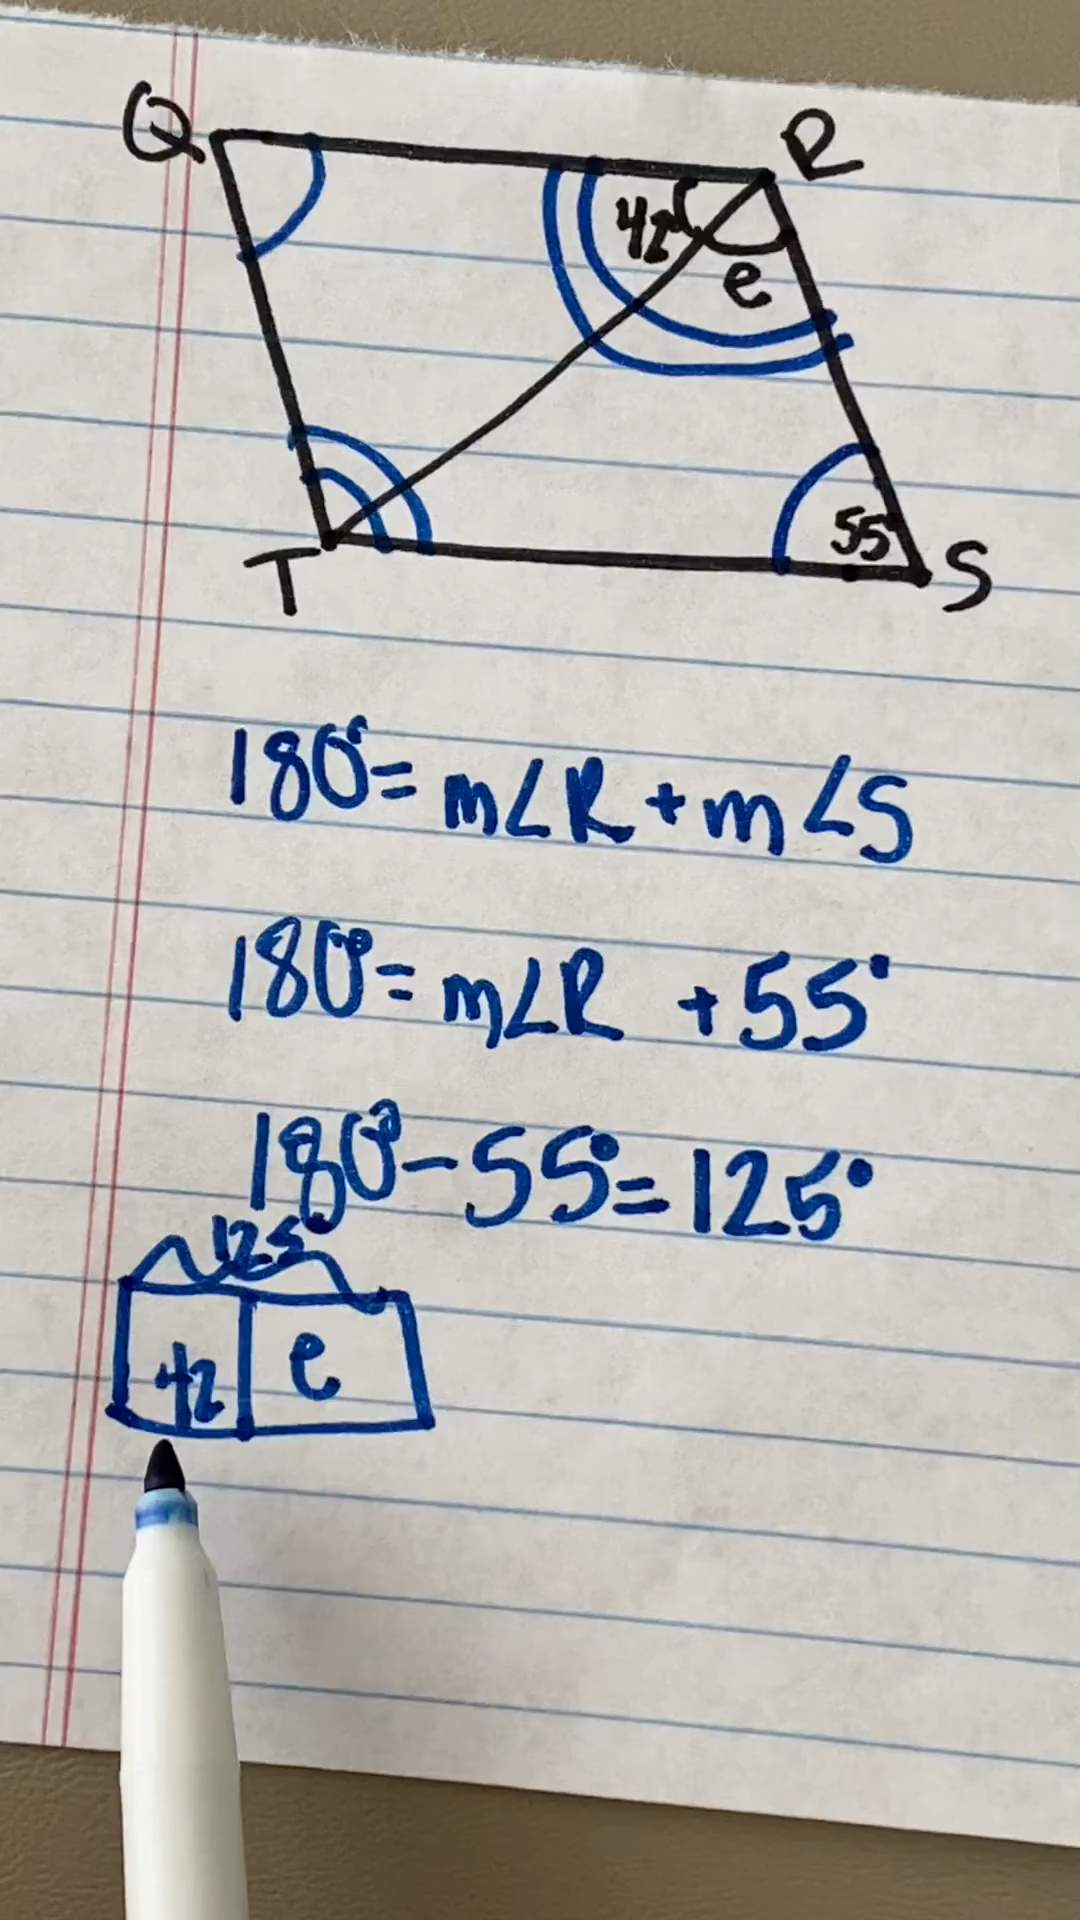 Q R
42° e
55°
T S
180° = m∠R + m∠S
180° = m∠R + 55°
180° - 55° = 125°
125°
42 e